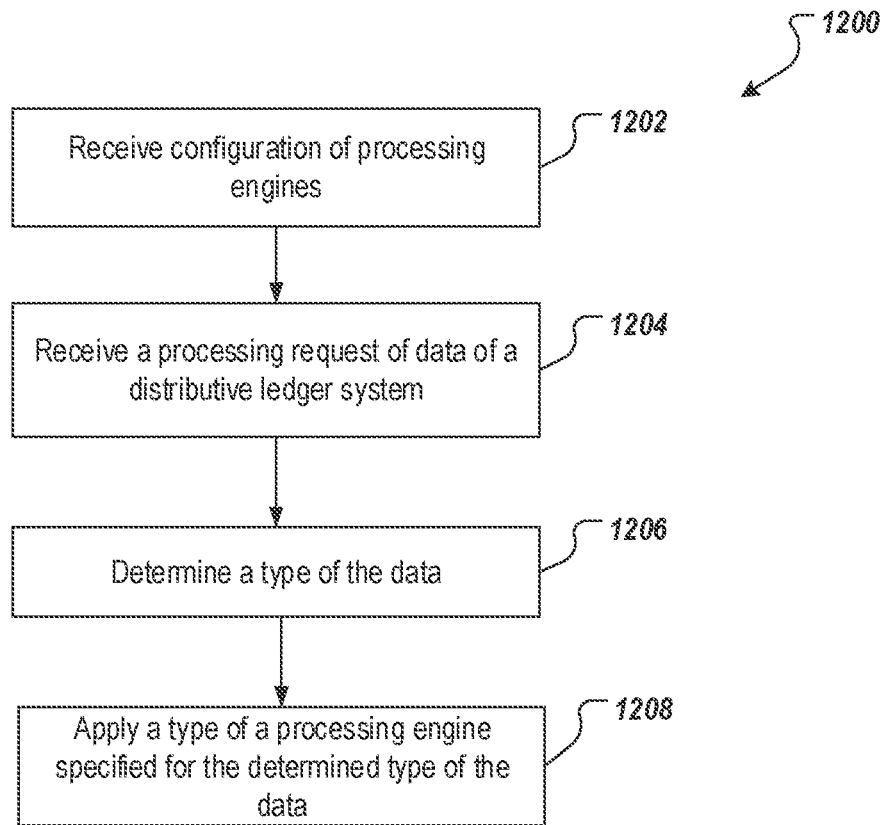 1200
1202
Receive configuration of processing
engines
1204
Receive a processing request of data of a
distributive ledger system
1206
Determine a type of the data
1208
Apply a type of a processing engine
specified for the determined type of the
data